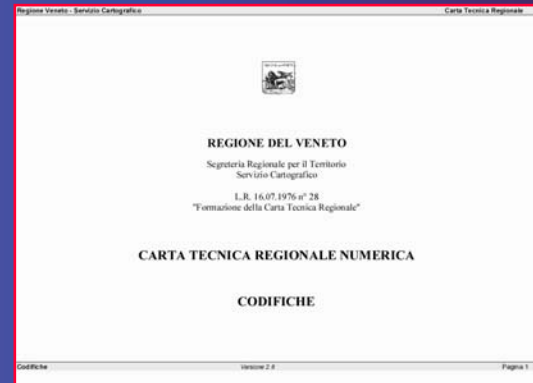 Regione Veneto - Servizio Cartografico
Carta Tecnica Regionale
REGIONE DEL VENETO
Segreteria Regionale per il Territorio
Servizio Cartografico
L.R. 16.07.1976 n° 28
"Formazione della Carta Tecnica Regionale"
CARTA TECNICA REGIONALE NUMERICA
CODIFICHE
Codifiche
Pagina 1